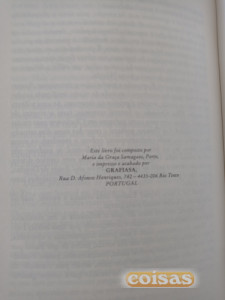 Este livro foi composto por
Maria da Graça Samagaio, Porto,
e impresso e acabado por
GRAFIASA,
Rua D. Afonso Henriques, 742 - 4435-006 Rio Tinto
PORTUGAL
coisas